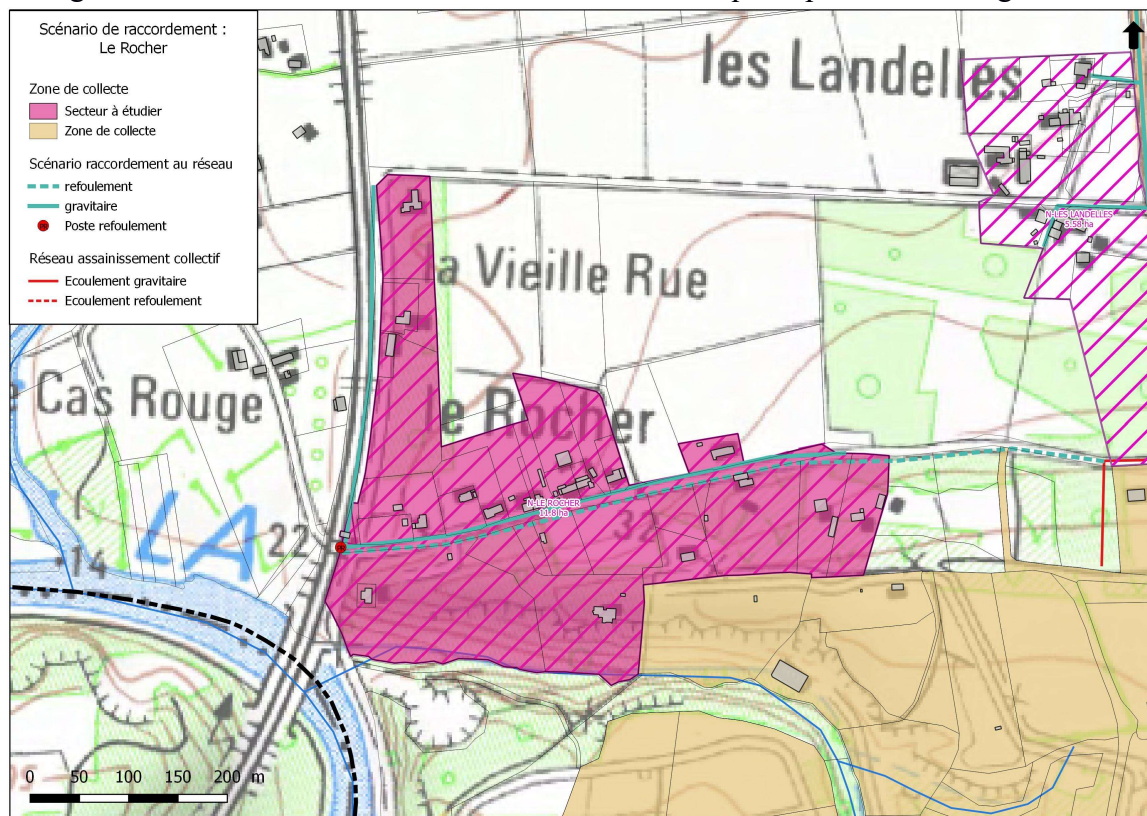 Scénario de raccordement :
Le Rocher
Zone de collecte
Secteur à étudier
Zone de collecte
Scénario raccordement au réseau
refoulement
gravitaire
Poste refoulement
Réseau assainissement collectif
Ecoulement gravitaire
Ecoulement refoulement
les Landelles
N-LES LANDELLES
5.58 ha
la Vieille Rue
le Rocher
Cas Rouge
N-LE ROCHER
11.8 ha
LA
22
32
14
0 50 100 150 200 m